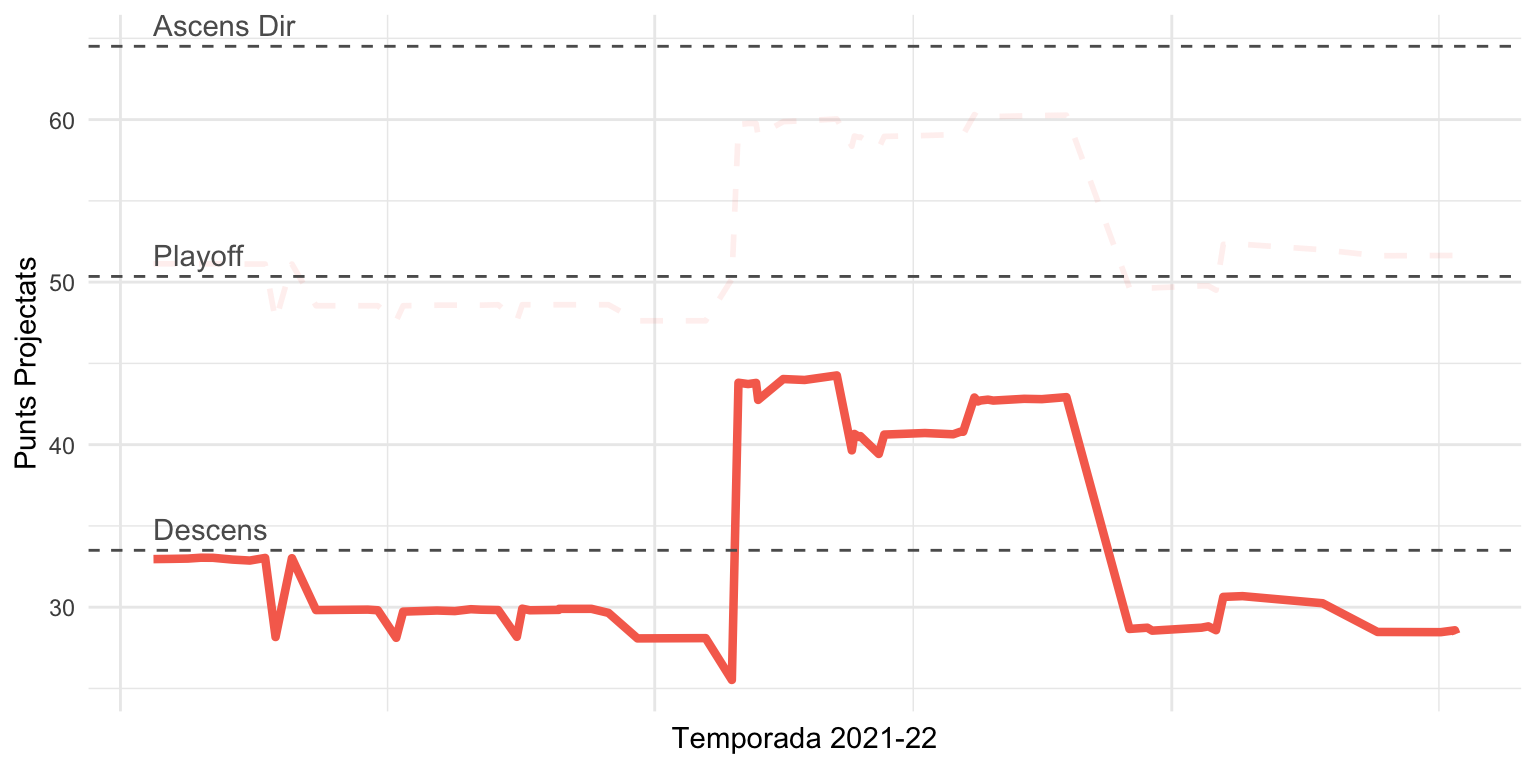 Ascens Dir
60
Playoff
50
Punts Projectats
40
Descens
30
Temporada 2021-22